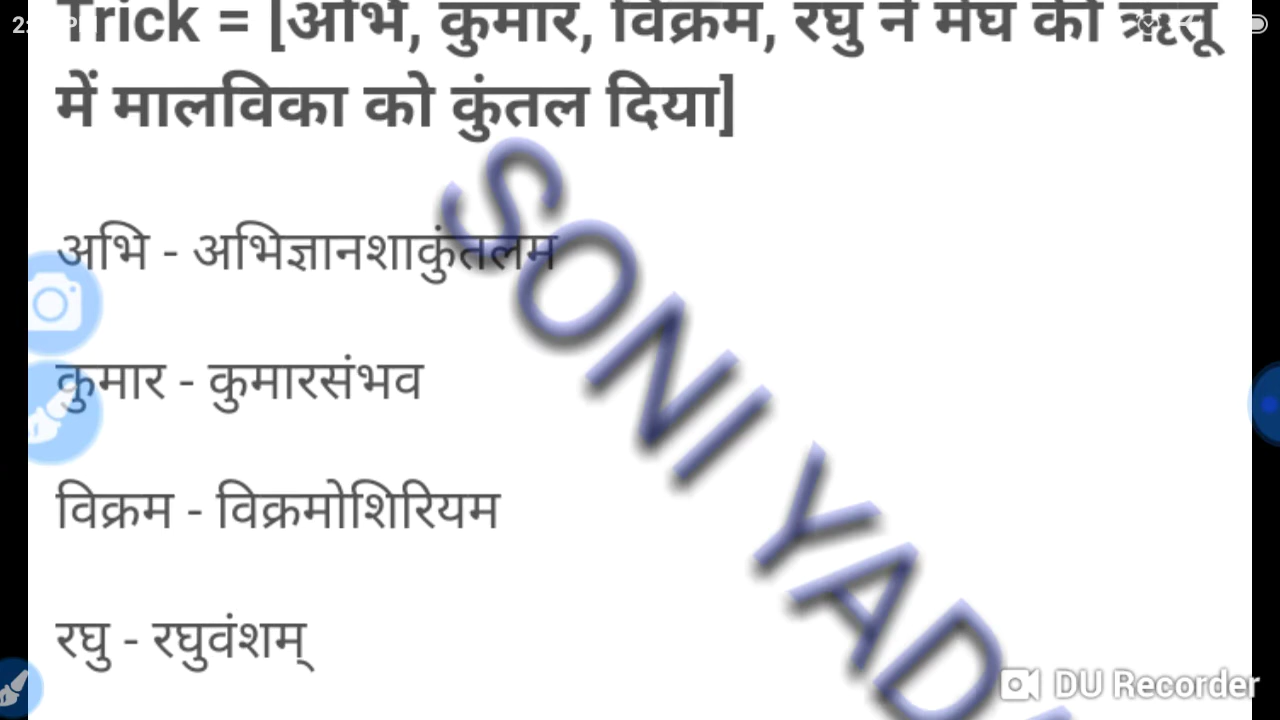 Trick = [अभि, कुमार, विक्रम, रघु ने मेघ की ऋतू
में मालविका को कुंतल दिया]
अभि - अभिज्ञानशाकुंतलम
कुमार - कुमारसंभव
विक्रम - विक्रमोशिरियम
रघु - रघुवंशम्
SONI YAD
DU Recorder